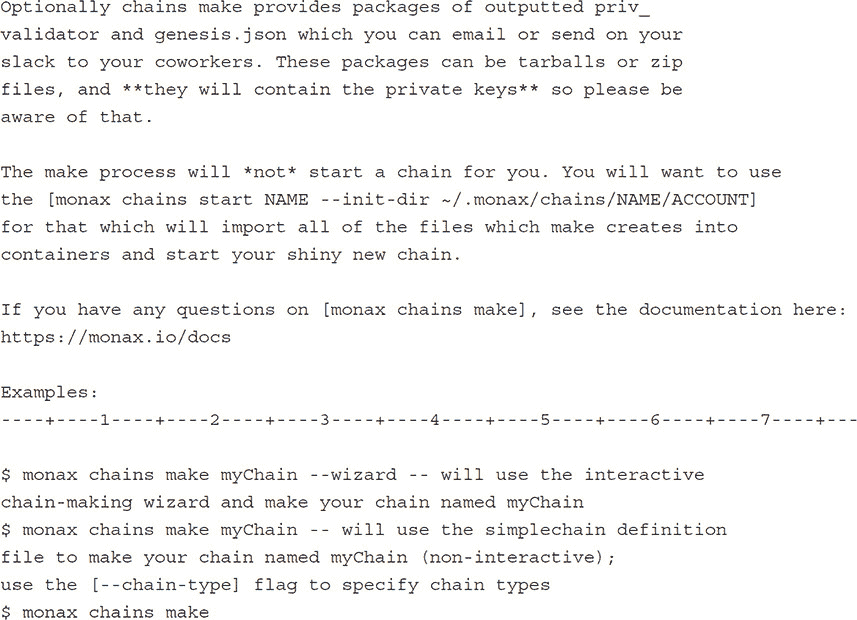 Optionally chains make provides packages of outputted priv_
validator and genesis.json which you can email or send on your
slack to your coworkers. These packages can be tarballs or zip
files, and **they will contain the private keys** so please be
aware of that.
The make process will *not* start a chain for you. You will want to use
the [monax chains start NAME --init-dir ~/.monax/chains/NAME/ACCOUNT]
for that which will import all of the files which make creates into
containers and start your shiny new chain.
If you have any questions on [monax chains make], see the documentation here:
https://monax.io/docs
Examples:
----+----1----+----2----+----3----+----4----+----5----+----6----+----7----+---
$ monax chains make myChain --wizard -- will use the interactive
chain-making wizard and make your chain named myChain
$ monax chains make myChain -- will use the simplechain definition
file to make your chain named myChain (non-interactive);
use the [--chain-type] flag to specify chain types
$ monax chains make